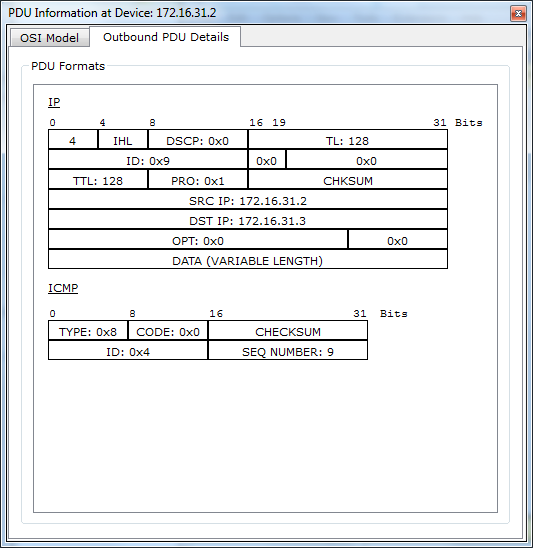 PDU Information at Device: 172.16.31.2
OSI Model Outbound PDU Details
PDU Formats
IP
0 4 8 16 19 31 Bits
4 IHL DSCP: 0x0 TL: 128
ID: 0x9 0x0 0x0
TTL: 128 PRO: 0x1 CHKSUM
SRC IP: 172.16.31.2
DST IP: 172.16.31.3
OPT: 0x0 0x0
DATA (VARIABLE LENGTH)
ICMP
0 8 16 31 Bits
TYPE: 0x8 CODE: 0x0 CHECKSUM
ID: 0x4 SEQ NUMBER: 9